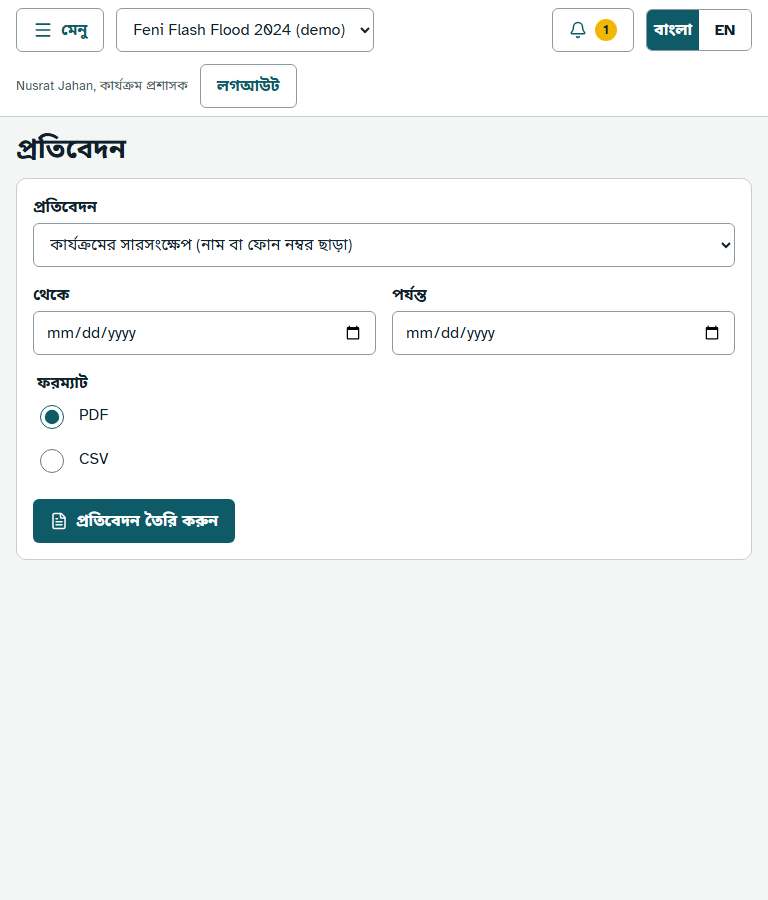 মেনু
Feni Flash Flood 2024 (demo)
1
বাংলা
EN
Nusrat Jahan, কার্যক্রম প্রশাসক
লগআউট
প্রতিবেদন
প্রতিবেদন
কার্যক্রমের সারসংক্ষেপ (নাম বা ফোন নম্বর ছাড়া)
থেকে
পর্যন্ত
mm/dd/yyyy
mm/dd/yyyy
ফরম্যাট
PDF
CSV
প্রতিবেদন তৈরি করুন